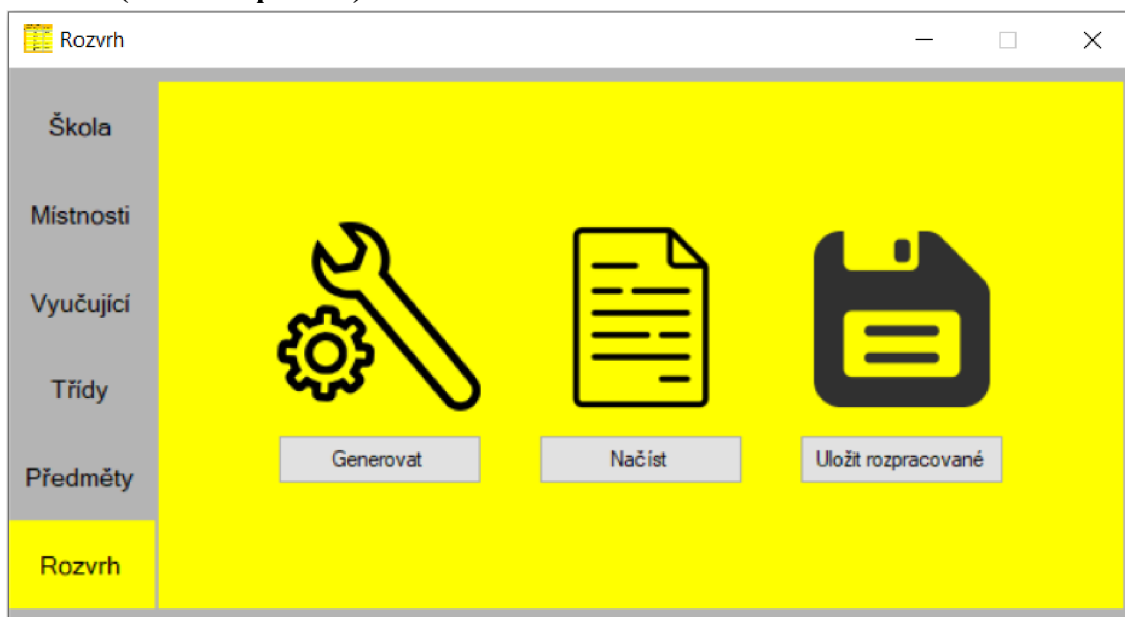 Rozvrh
Škola
Místnosti
Vyučující
Třídy
Předměty
Rozvrh
Generovat
Načíst
Uložit rozpracované